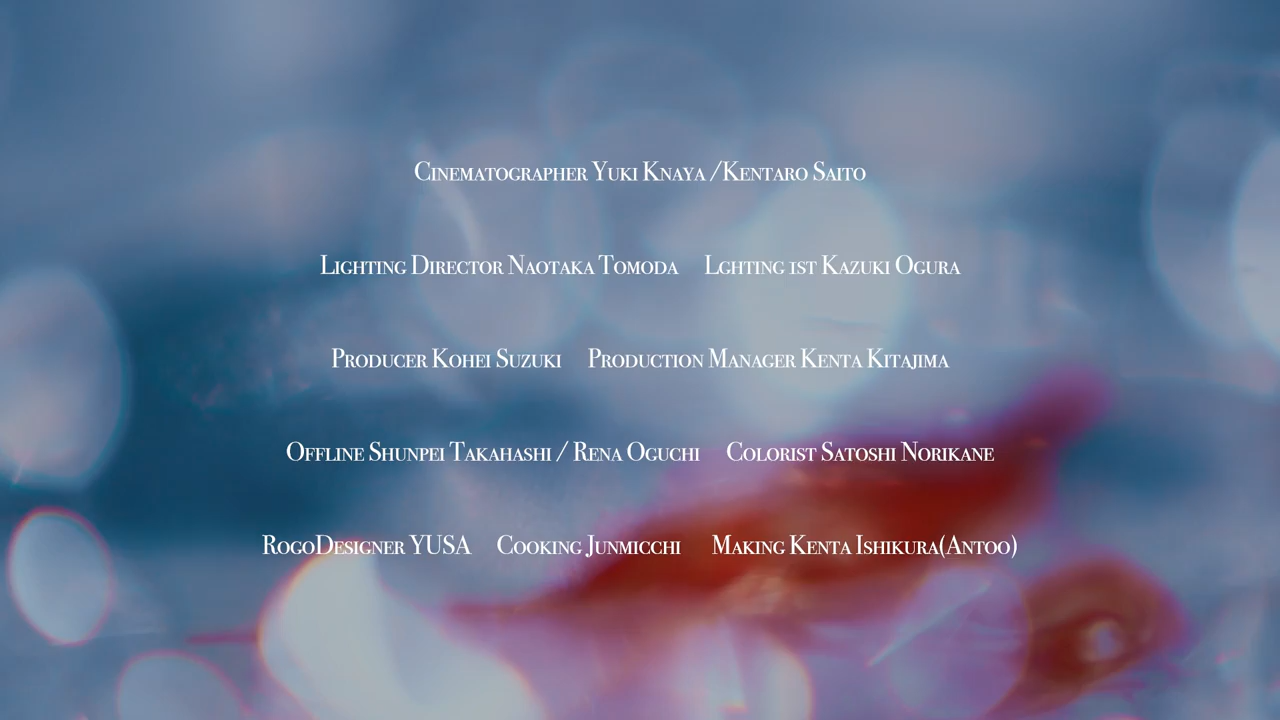 Cinematographer Yuki Knaya /Kentaro Saito
Lighting Director Naotaka Tomoda Lghting 1st Kazuki Ogura
Producer Kohei Suzuki Production Manager Kenta Kitajima
Offline Shunpei Takahashi / Rena Oguchi Colorist Satoshi Norikane
RogoDesigner YUSA Cooking Junmicchi Making Kenta Ishikura(Antoo)